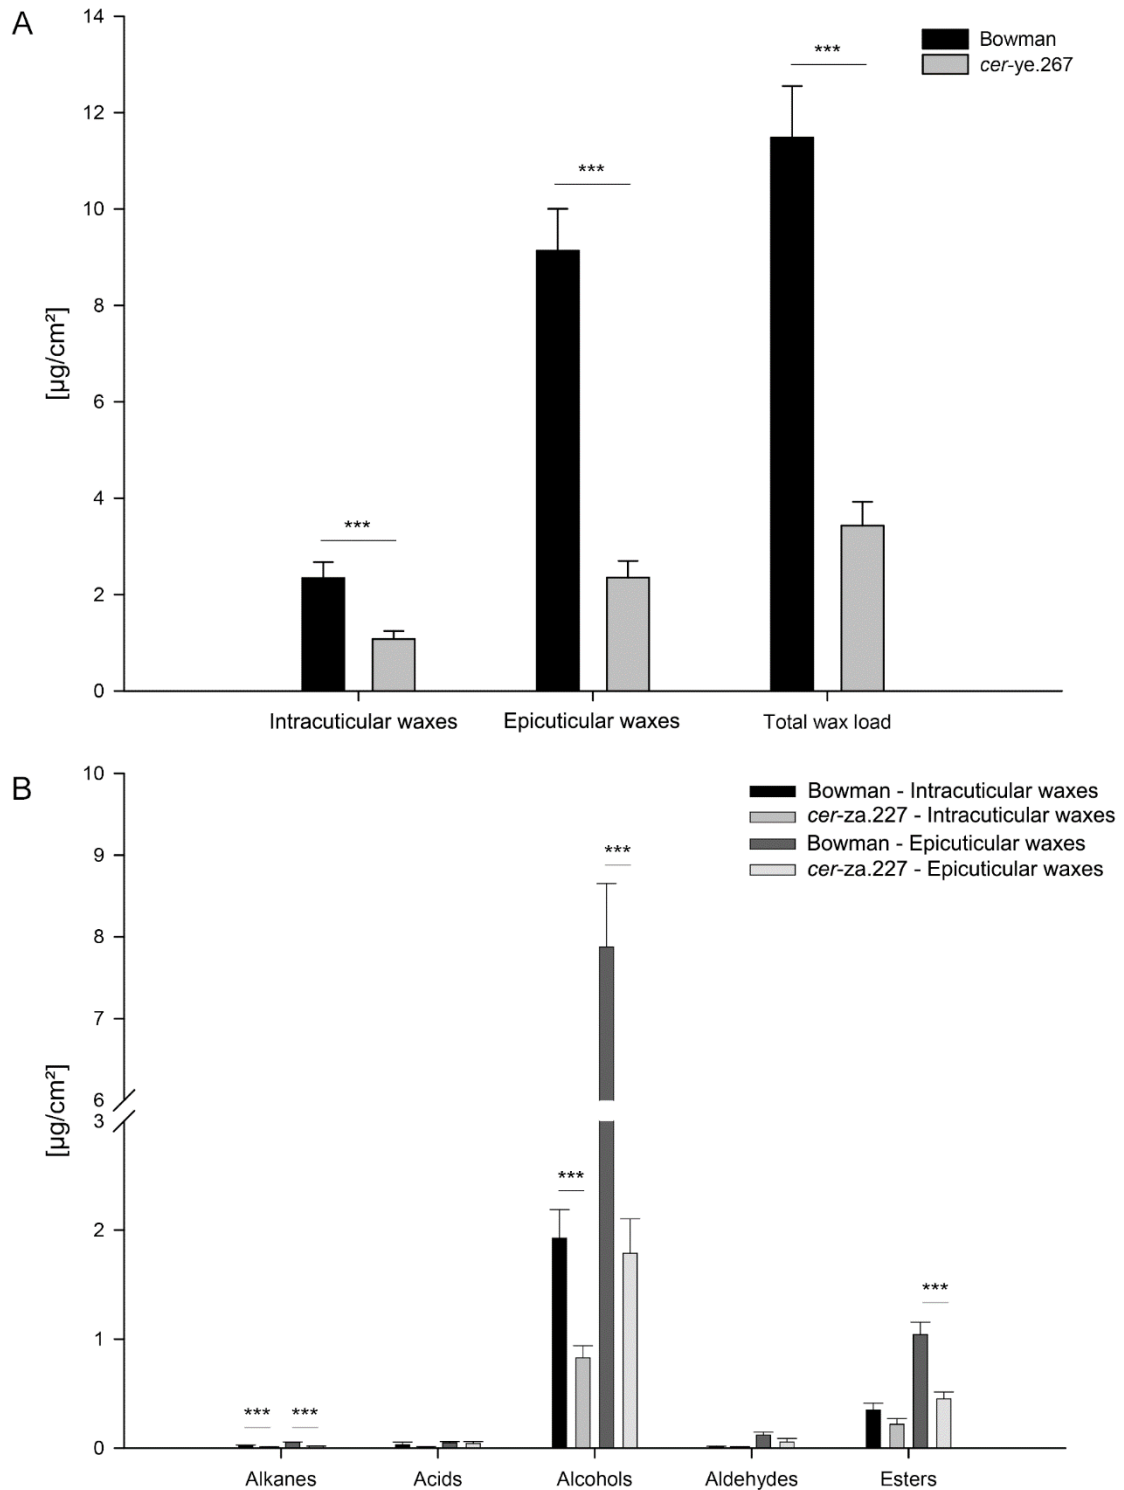 A
14
12
10
8
6
4
2
0
[µg/cm²]
Bowman
cer-ye.267
***
***
***
Intracuticular waxes
Epicuticular waxes
Total wax load
B
10
9
8
7
6
3
2
1
0
[µg/cm²]
Bowman - Intracuticular waxes
cer-za.227 - Intracuticular waxes
Bowman - Epicuticular waxes
cer-za.227 - Epicuticular waxes
***
***
***
***
***
Alkanes
Acids
Alcohols
Aldehydes
Esters